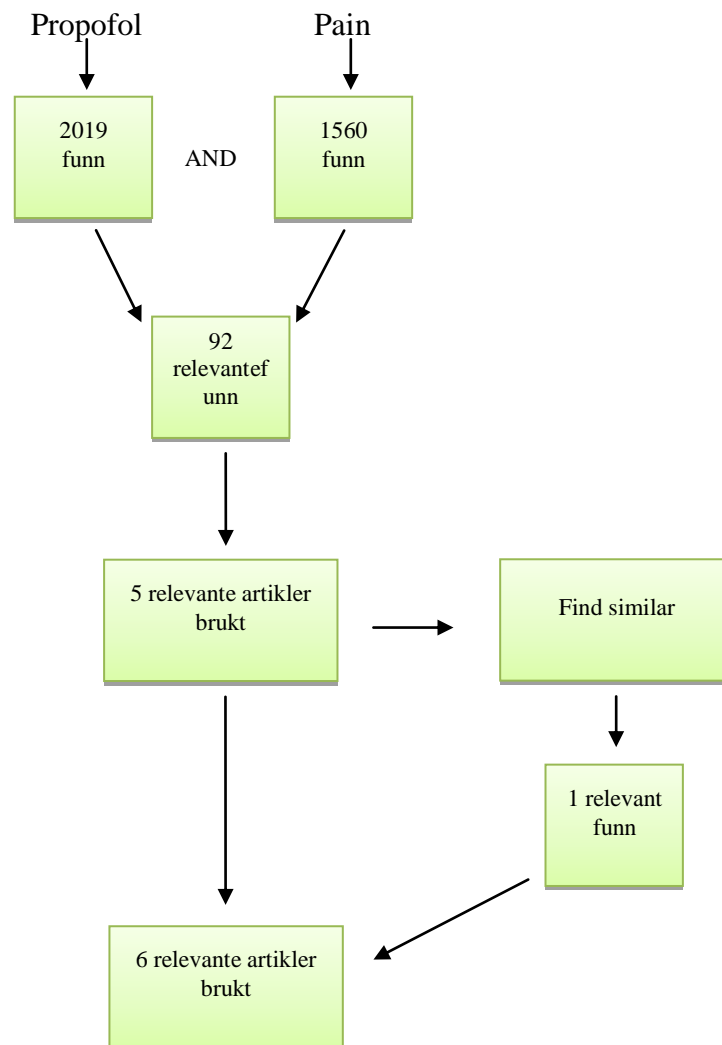 Propofol
Pain
2019
funn
AND
1560
funn
92
relevantef
unn
5 relevante artikler
brukt
Find similar
1 relevant
funn
6 relevante artikler
brukt